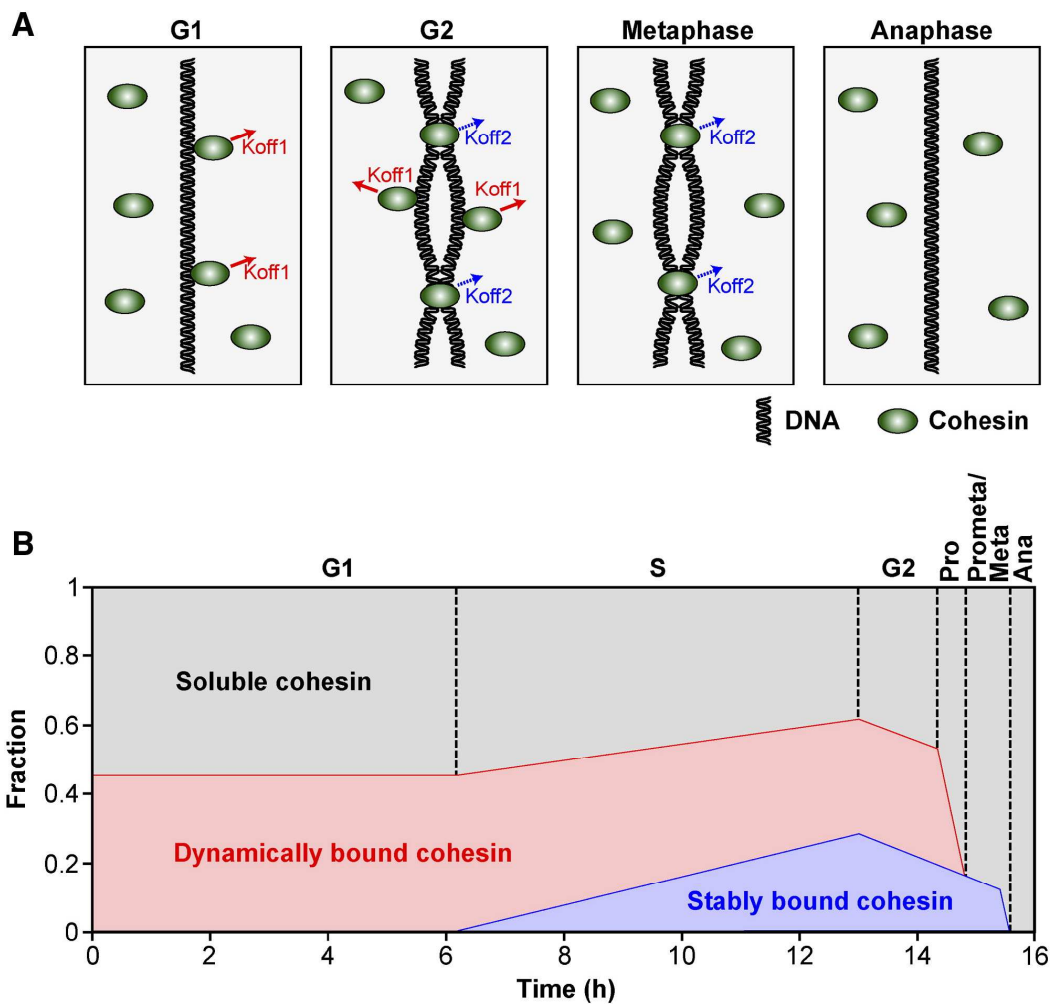 A
G1 G2 Metaphase Anaphase
Koff1
Koff1
Koff2
Koff1 Koff1
Koff2
Koff2
Koff2
DNA Cohesin
B
G1 S G2 Pro Prometa/ Meta Ana
1
0.8
0.6
0.4
0.2
0
Fraction
Soluble cohesin
Dynamically bound cohesin
Stably bound cohesin
0 2 4 6 8 10 12 14 16
Time (h)